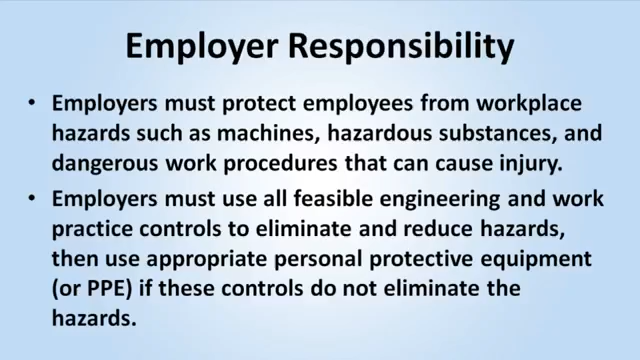 Employer Responsibility
• Employers must protect employees from workplace
hazards such as machines, hazardous substances, and
dangerous work procedures that can cause injury.
• Employers must use all feasible engineering and work
practice controls to eliminate and reduce hazards,
then use appropriate personal protective equipment
(or PPE) if these controls do not eliminate the
hazards.